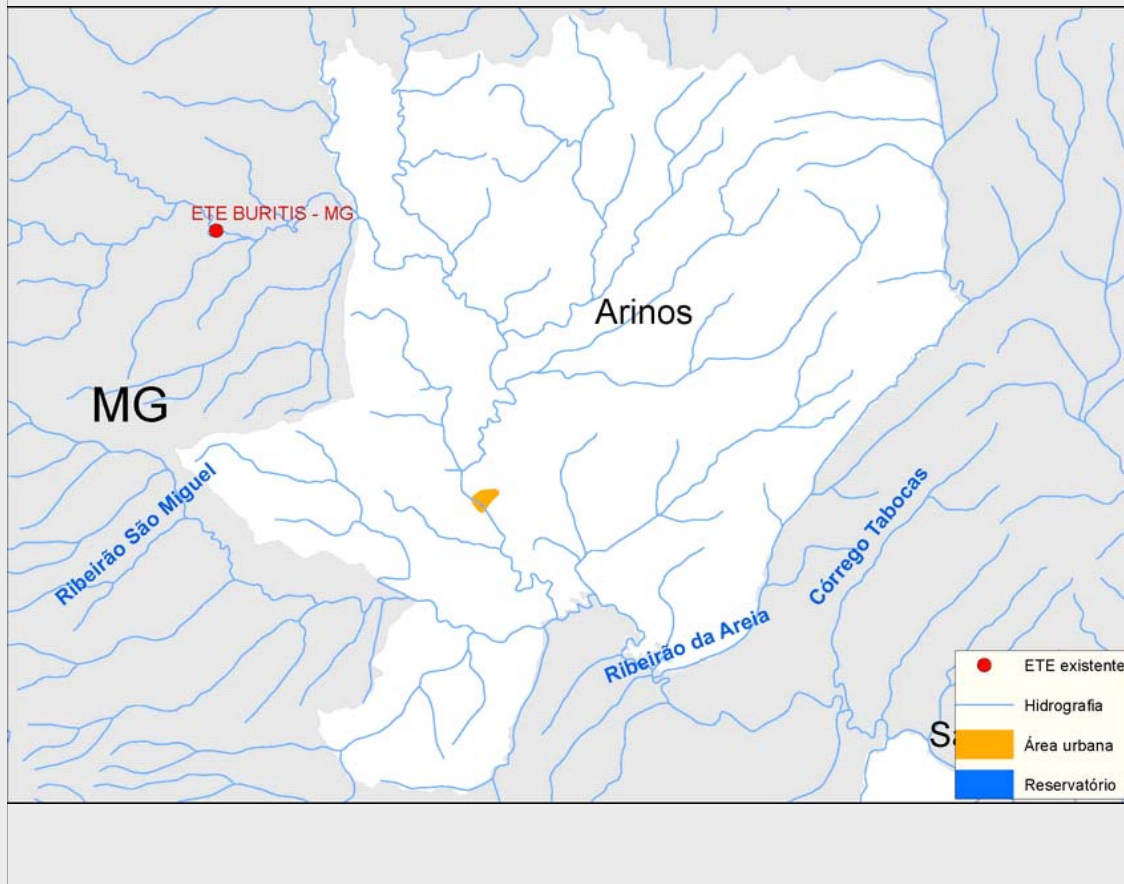 ETE BURITIS - MG
Arinos
MG
Ribeirão São Miguel
Córrego Tabocas
Ribeirão da Areia
Sa
ETE existente
Hidrografia
Área urbana
Reservatório